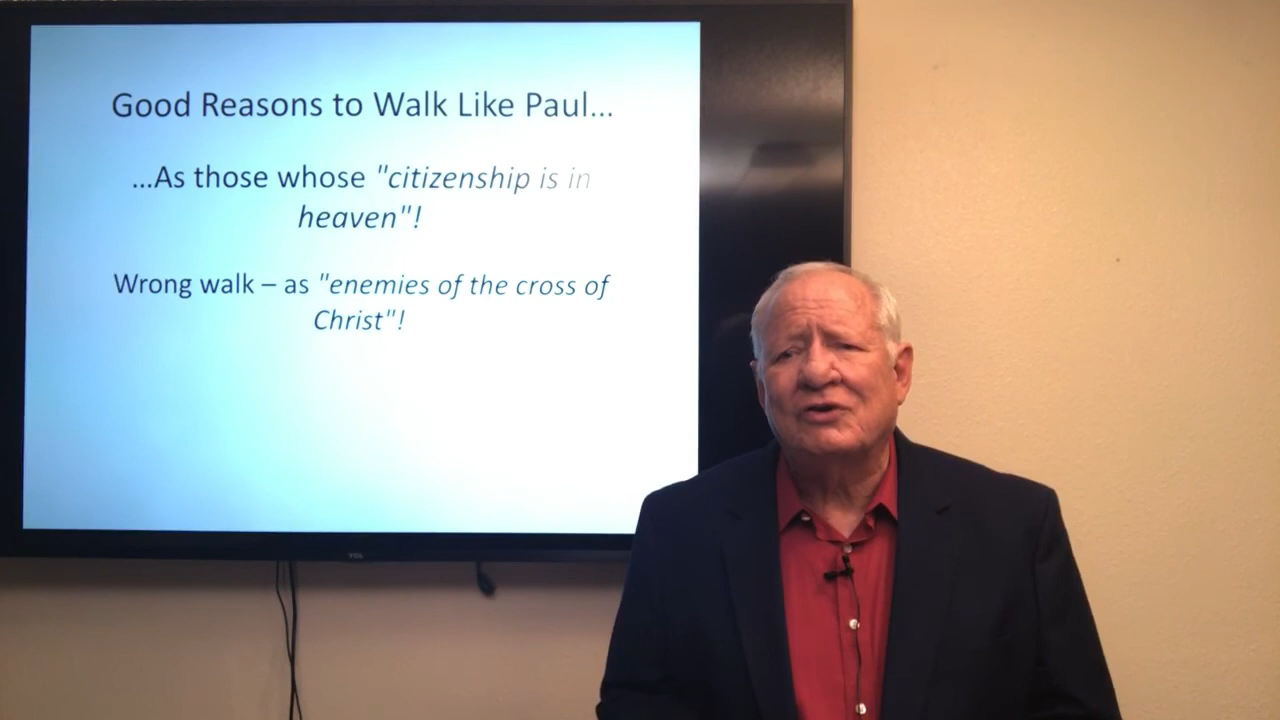 Good Reasons to Walk Like Paul...
...As those whose "citizenship is in
heaven"!
Wrong walk – as "enemies of the cross of
Christ"!
TCL